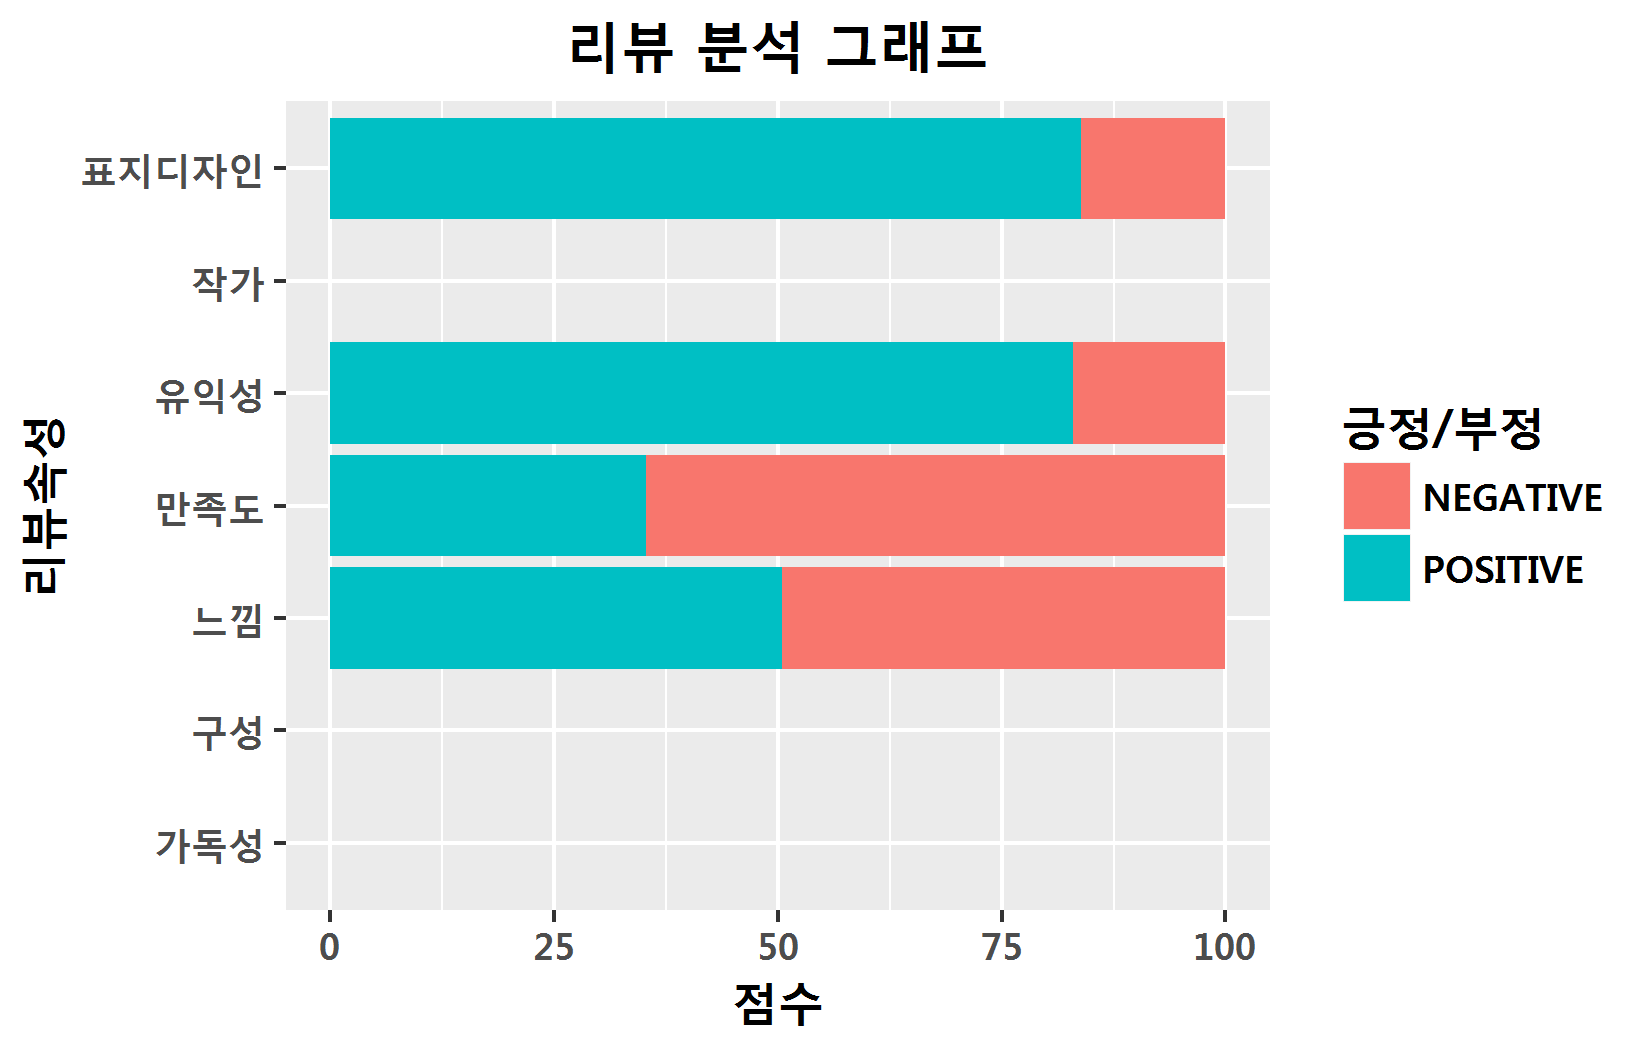 리뷰 분석 그래프
표지디자인
작가
유익성
만족도
느낌
구성
가독성
리뷰속성
0 25 50 75 100
점수
긍정/부정
NEGATIVE
POSITIVE